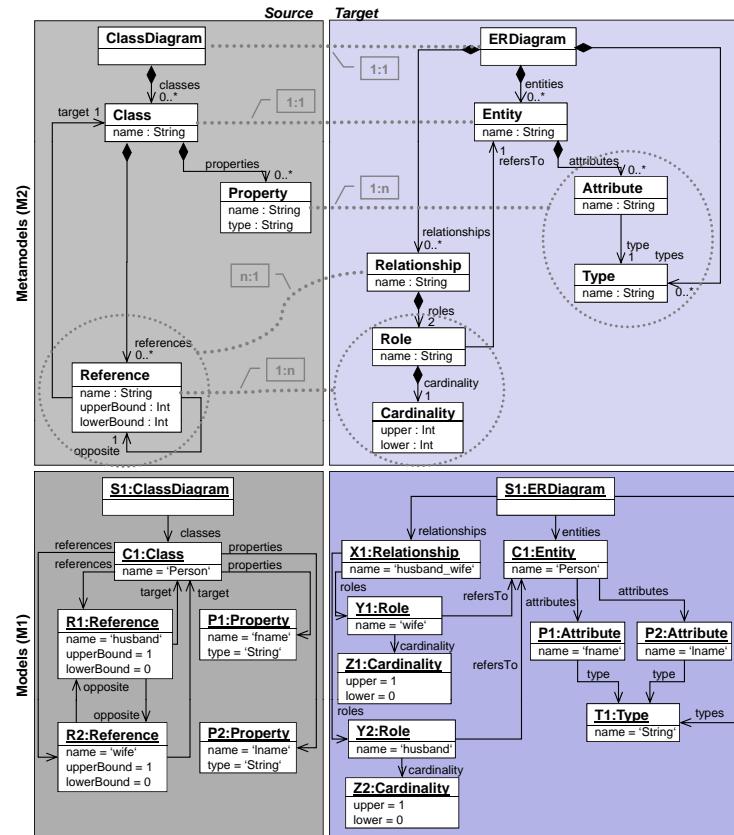 Source
Target
Metamodels (M2)
ClassDiagram
classes
0..*
target 1
Class
name : String
properties
0..*
Property
name : String
type : String
references
0..*
Reference
name : String
upperBound : Int
lowerBound : Int
1
opposite
1:1
1:1
1:n
n:1
1:n
ERDiagram
entities
0..*
Entity
name : String
1
refersTo
attributes
0..*
Attribute
name : String
type
1
types
Type
name : String
0..*
relationships
0..*
Relationship
name : String
roles
2
Role
name : String
cardinality
1
Cardinality
upper : Int
lower : Int
Models (M1)
S1:ClassDiagram
classes
references
C1:Class
name = ‘Person‘
properties
references
properties
target
target
R1:Reference
name = ‘husband‘
upperBound = 1
lowerBound = 0
P1:Property
name = ‘fname‘
type = ‘String‘
opposite
opposite
R2:Reference
name = ‘wife‘
upperBound = 1
lowerBound = 0
P2:Property
name = ‘lname‘
type = ‘String‘
S1:ERDiagram
relationships
entities
X1:Relationship
name = ‘husband_wife‘
C1:Entity
name = ‘Person‘
roles
Y1:Role
name = ‘wife‘
refersTo
attributes
attributes
cardinality
P1:Attribute
name = ‘fname‘
P2:Attribute
name = ‘lname‘
Z1:Cardinality
upper = 1
lower = 0
refersTo
type
type
roles
Y2:Role
name = ‘husband‘
T1:Type
name = ‘String‘
types
cardinality
Z2:Cardinality
upper = 1
lower = 0